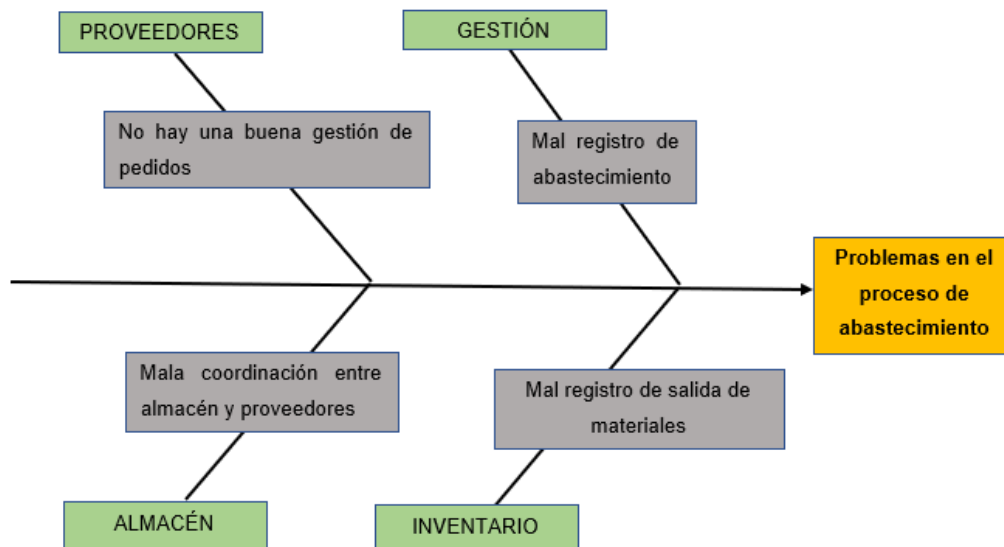 PROVEEDORES
GESTIÓN
No hay una buena gestión de
pedidos
Mal registro de
abastecimiento
Problemas en el
proceso de
abastecimiento
Mala coordinación entre
almacén y proveedores
Mal registro de salida de
materiales
ALMACÉN
INVENTARIO